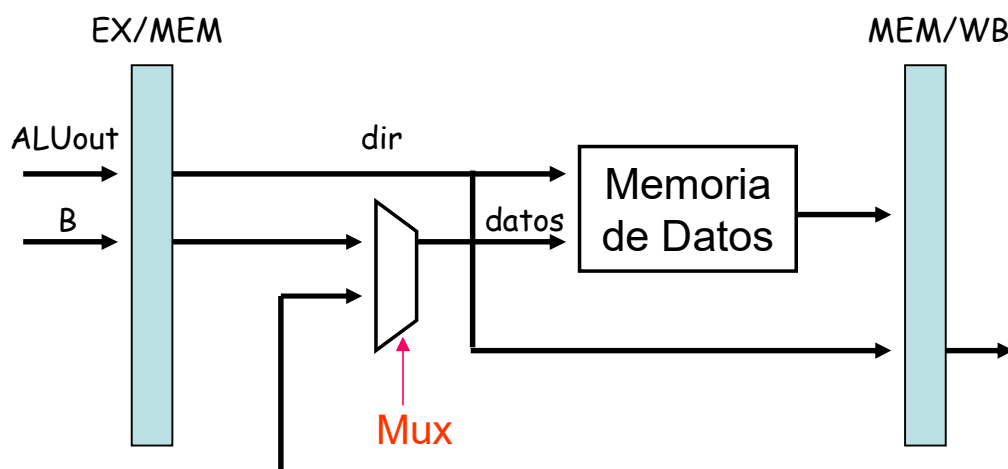 EX/MEM
MEM/WB
ALUout
dir
B
datos
Memoria
de Datos
Mux